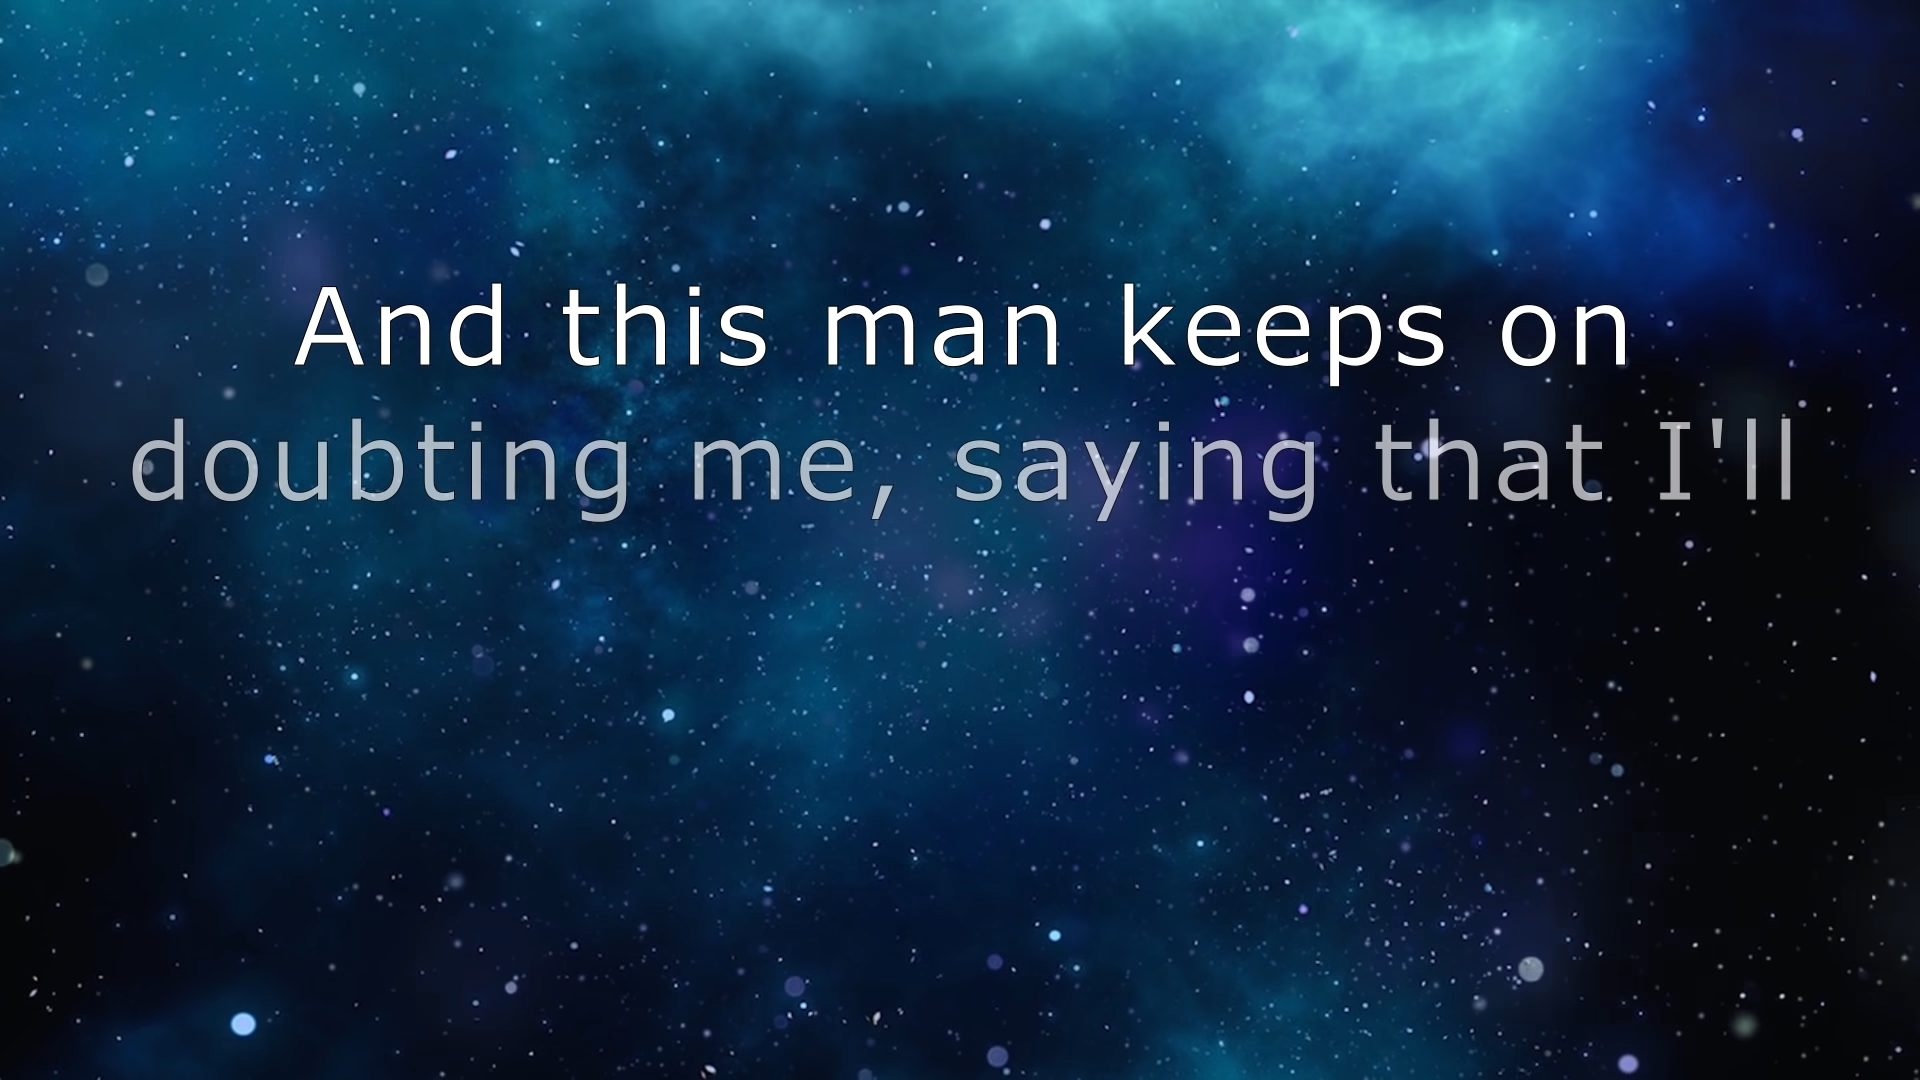 And this man keeps on
doubting me, saying that I'll